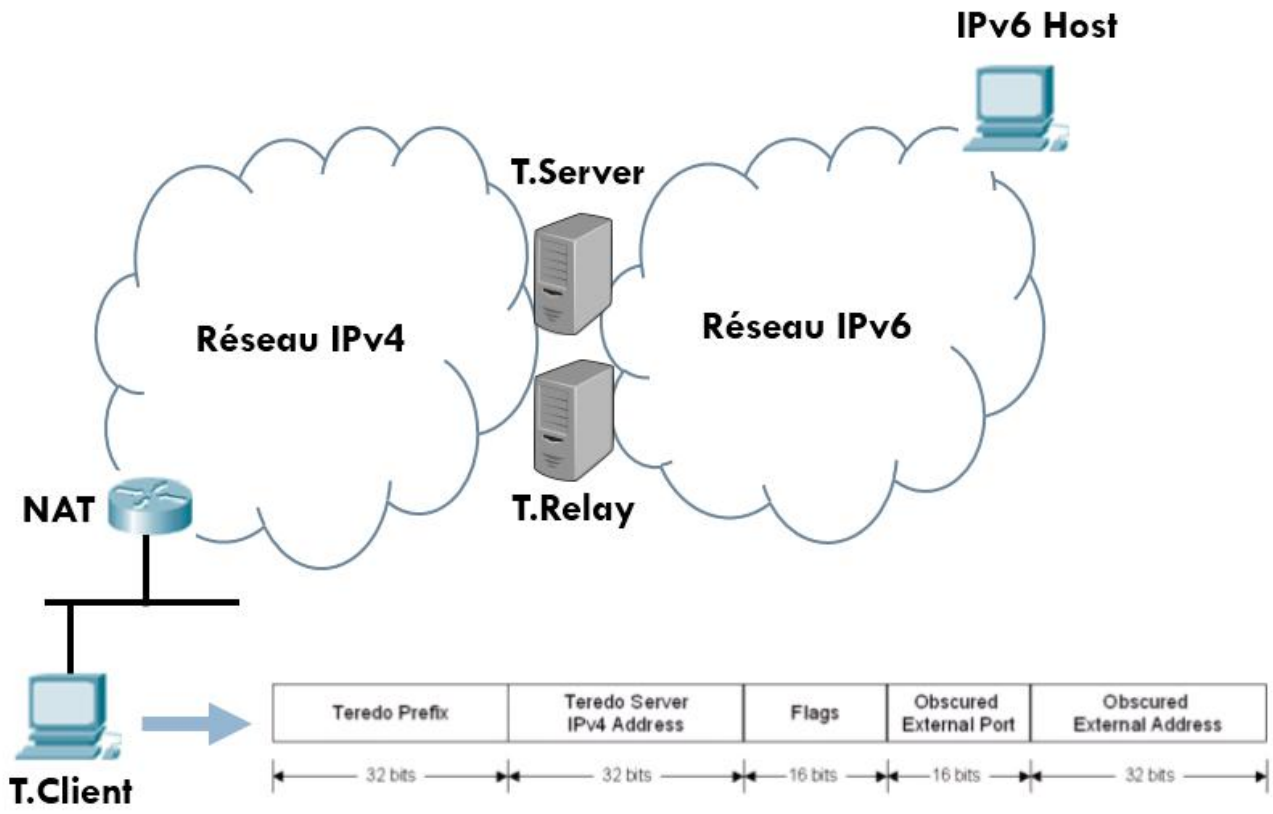 IPv6 Host
T.Server
Réseau IPv4
Réseau IPv6
NAT
T.Relay
T.Client
Teredo Prefix
Teredo Server
IPv4 Address
Flags
Obscured
External Port
Obscured
External Address
32 bits
32 bits
16 bits
16 bits
32 bits